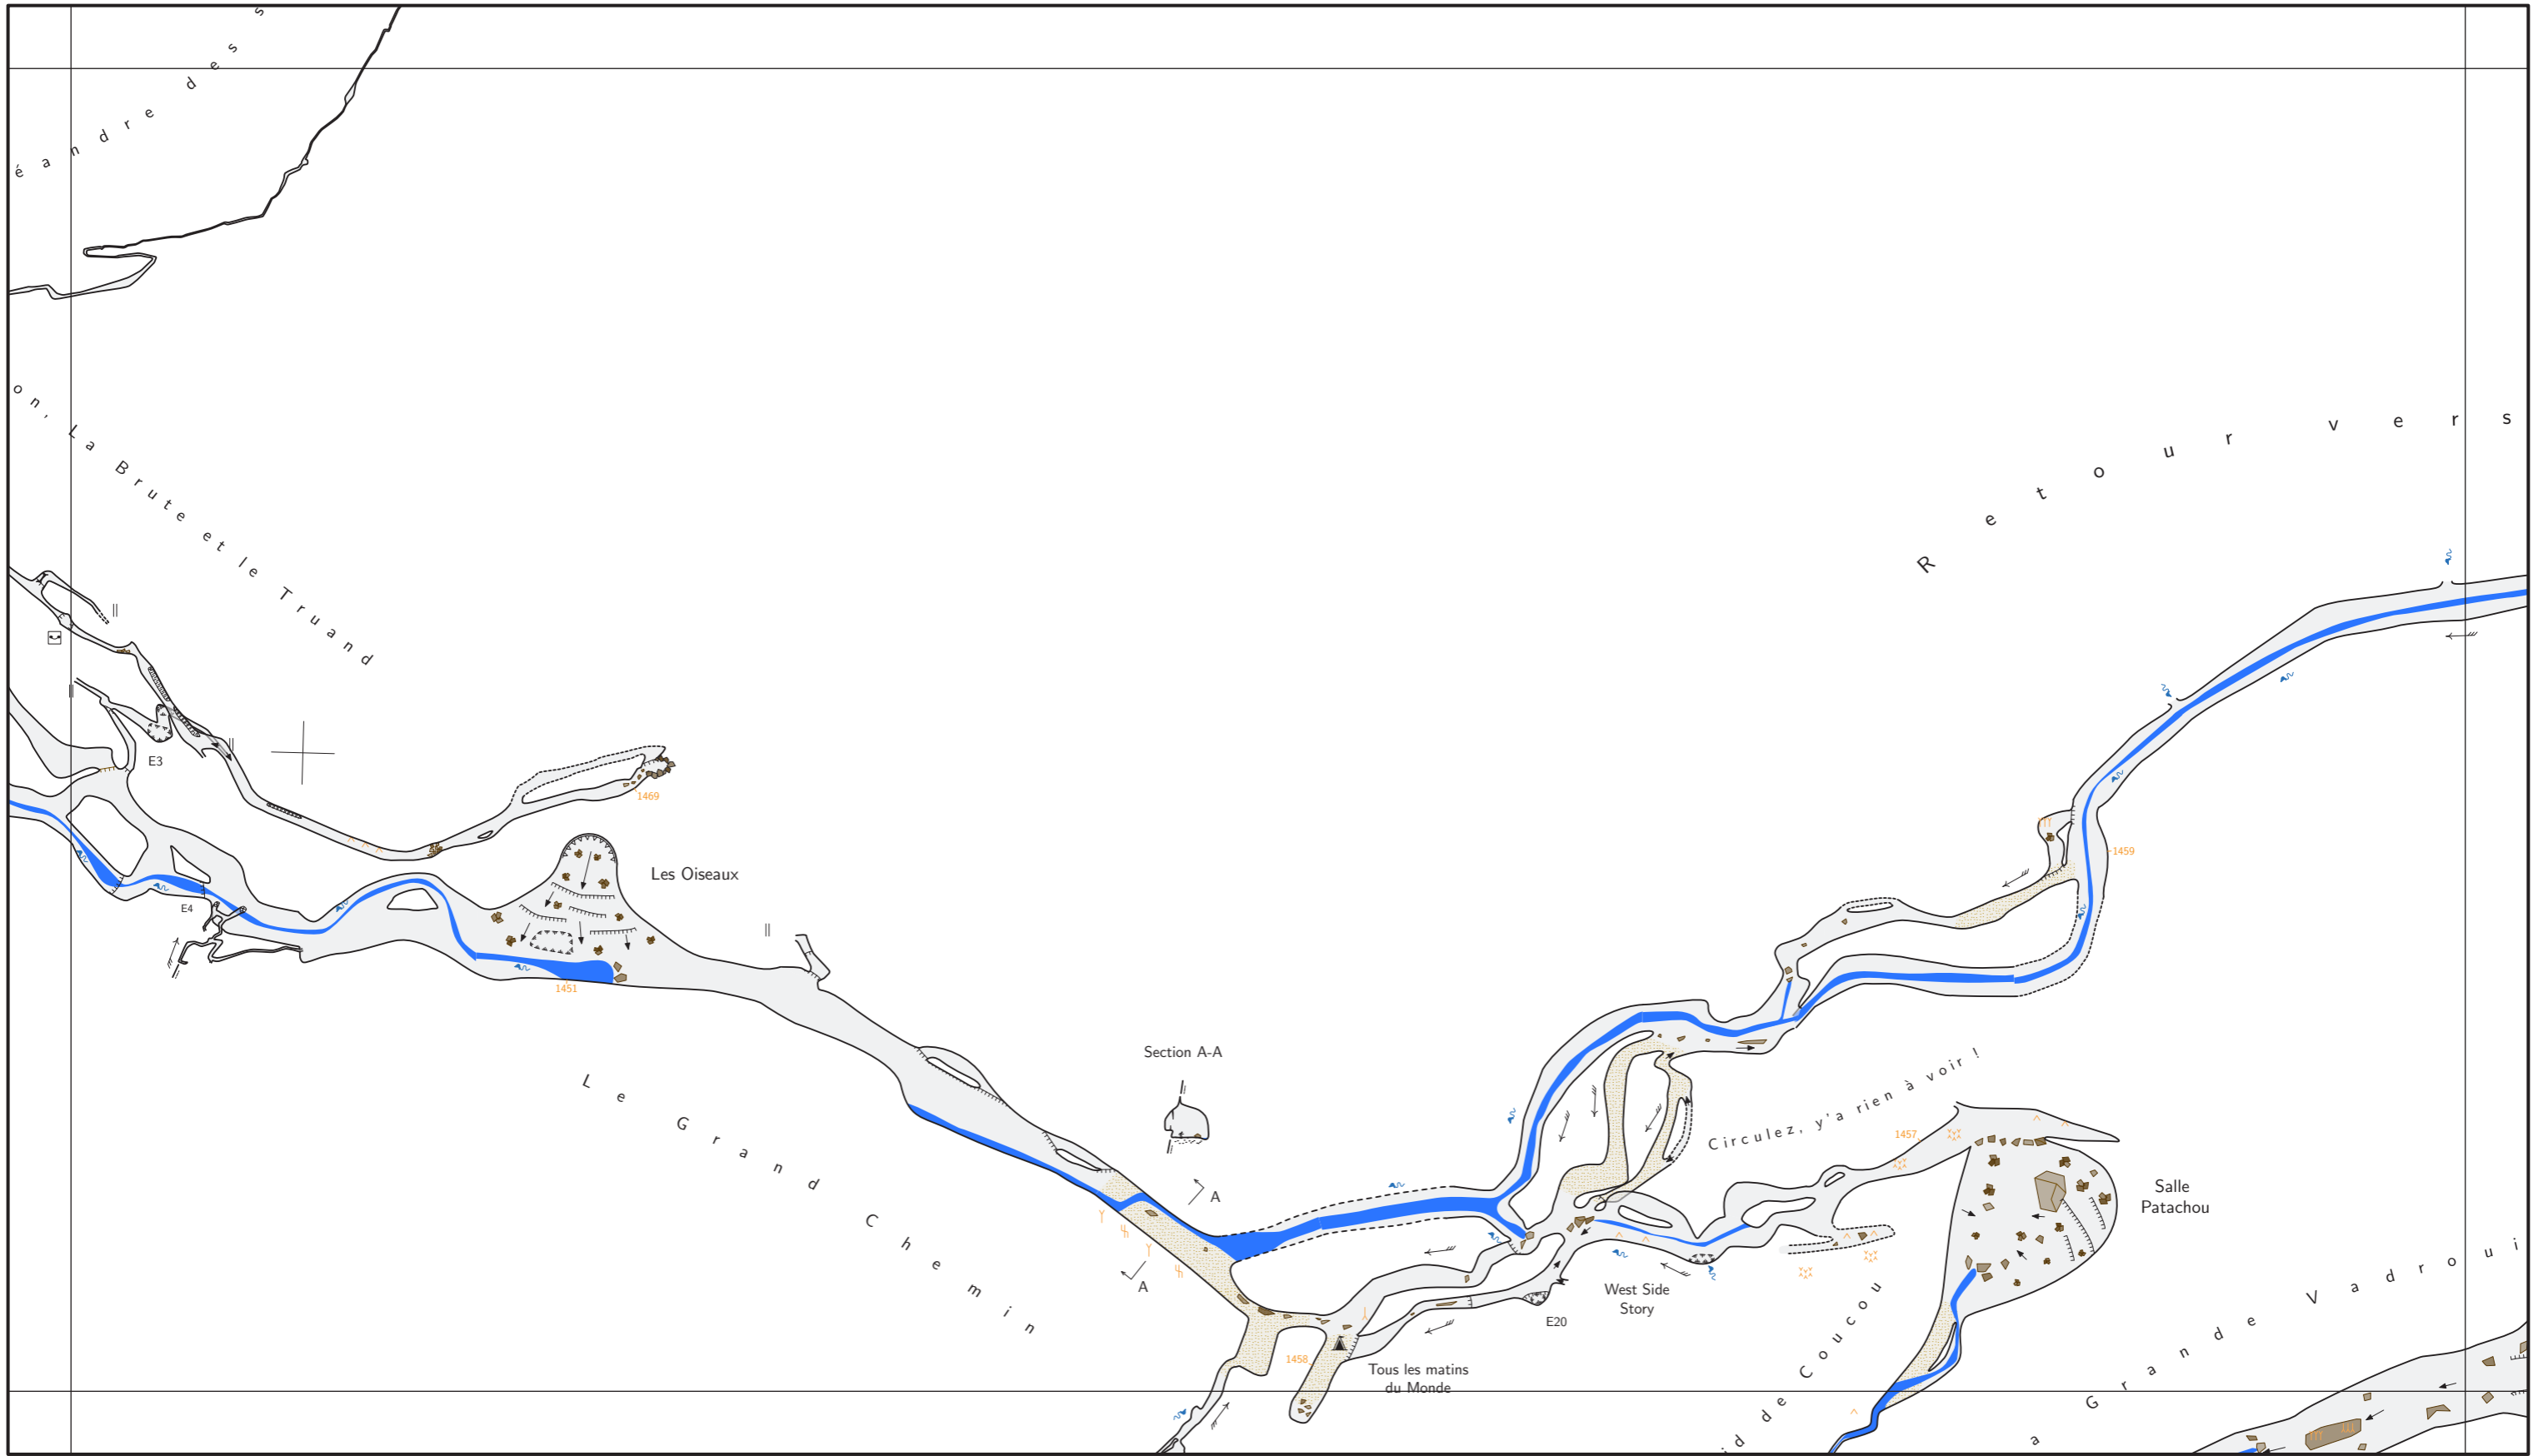 éandres des
on, La Brute et le Truand
Retour vers
E3
1469
Les Oiseaux
1459
E4
1451
Section A-A
Le Grand Chemin
Circulez, y'a rien à voir !
1457
A
A
Salle
Patachou
West Side
Story
E20
1458
Tous les matins
du Monde
id de Coucou
a Grande Vadroui